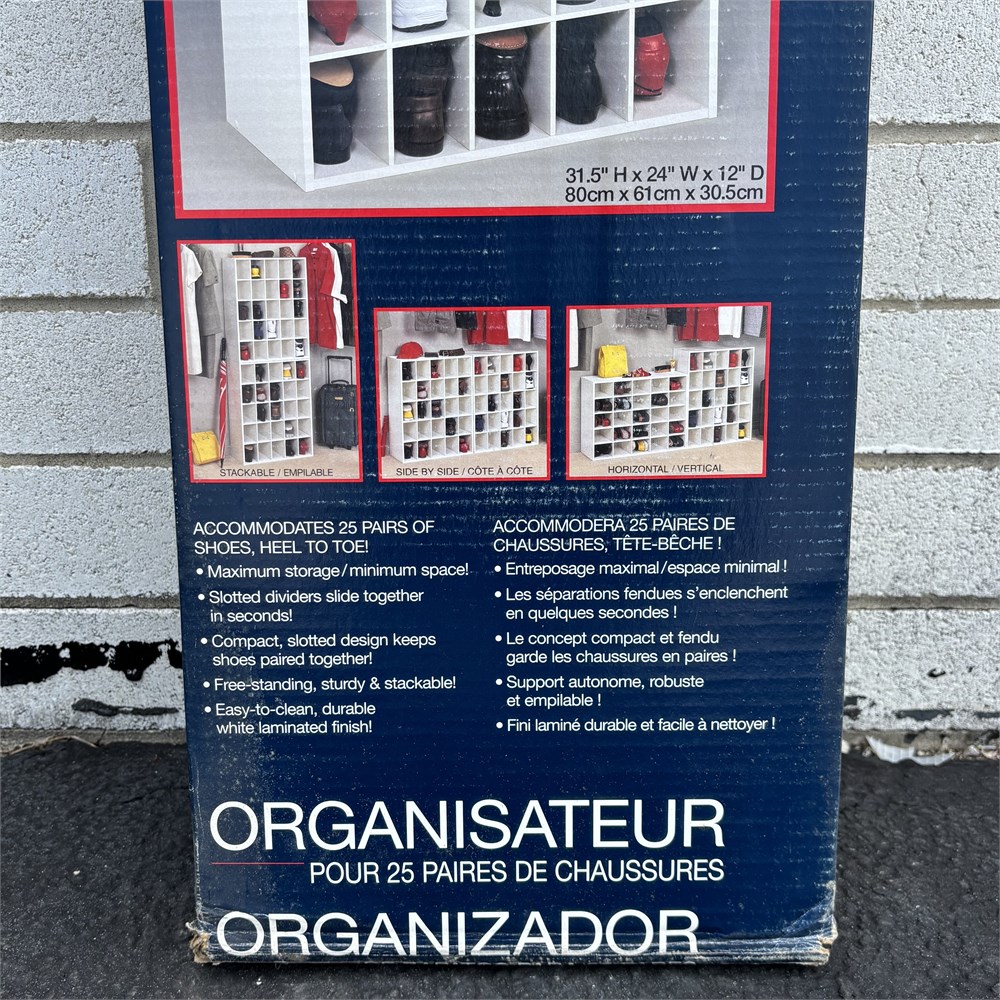 31.5" H x 24" W x 12" D
80cm x 61cm x 30.5cm
STACKABLE / EMPILABLE
SIDE BY SIDE / CÔTE À CÔTE
HORIZONTAL / VERTICAL
ACCOMMODATES 25 PAIRS OF
SHOES, HEEL TO TOE!
• Maximum storage/minimum space!
• Slotted dividers slide together
in seconds!
• Compact, slotted design keeps
shoes paired together!
• Free-standing, sturdy & stackable!
• Easy-to-clean, durable
white laminated finish!
ACCOMMODERA 25 PAIRES DE
CHAUSSURES, TÊTE-BÊCHE !
• Entreposage maximal/espace minimal !
• Les séparations fendues s'enclenchent
en quelques secondes !
• Le concept compact et fendu
garde les chaussures en paires !
• Support autonome, robuste
et empilable !
• Fini laminé durable et facile à nettoyer !
ORGANISATEUR
POUR 25 PAIRES DE CHAUSSURES
ORGANIZADOR